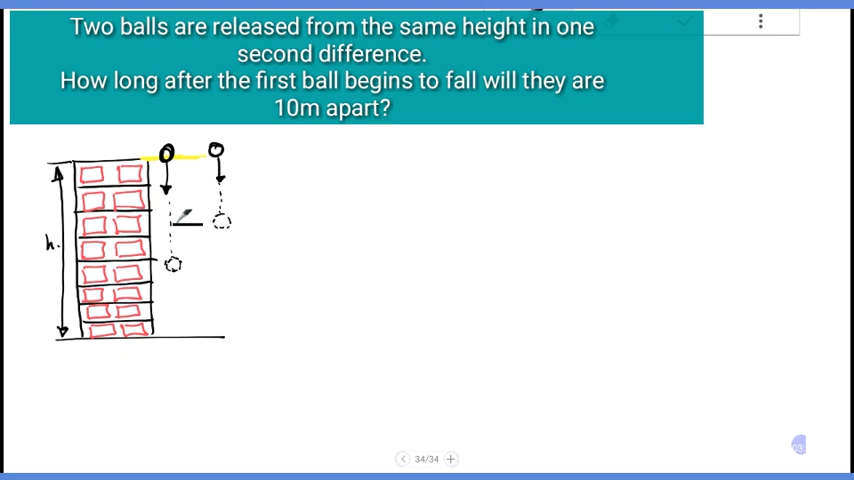 Two balls are released from the same height in one
second difference.
How long after the first ball begins to fall will they are
10m apart?
h.
34/34